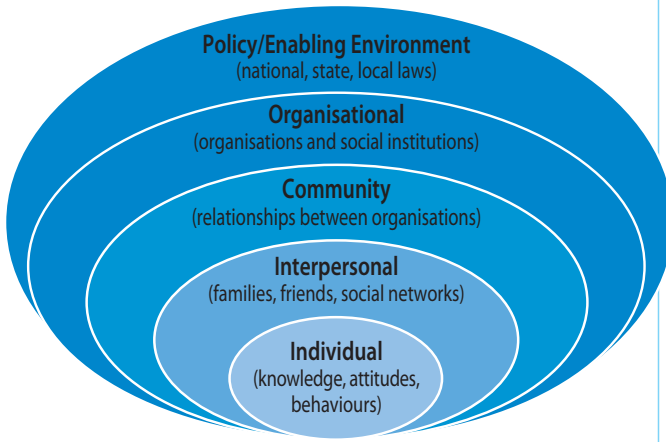 Policy/Enabling Environment
(national, state, local laws)
Organisational
(organisations and social institutions)
Community
(relationships between organisations)
Interpersonal
(families, friends, social networks)
Individual
(knowledge, attitudes,
behaviours)